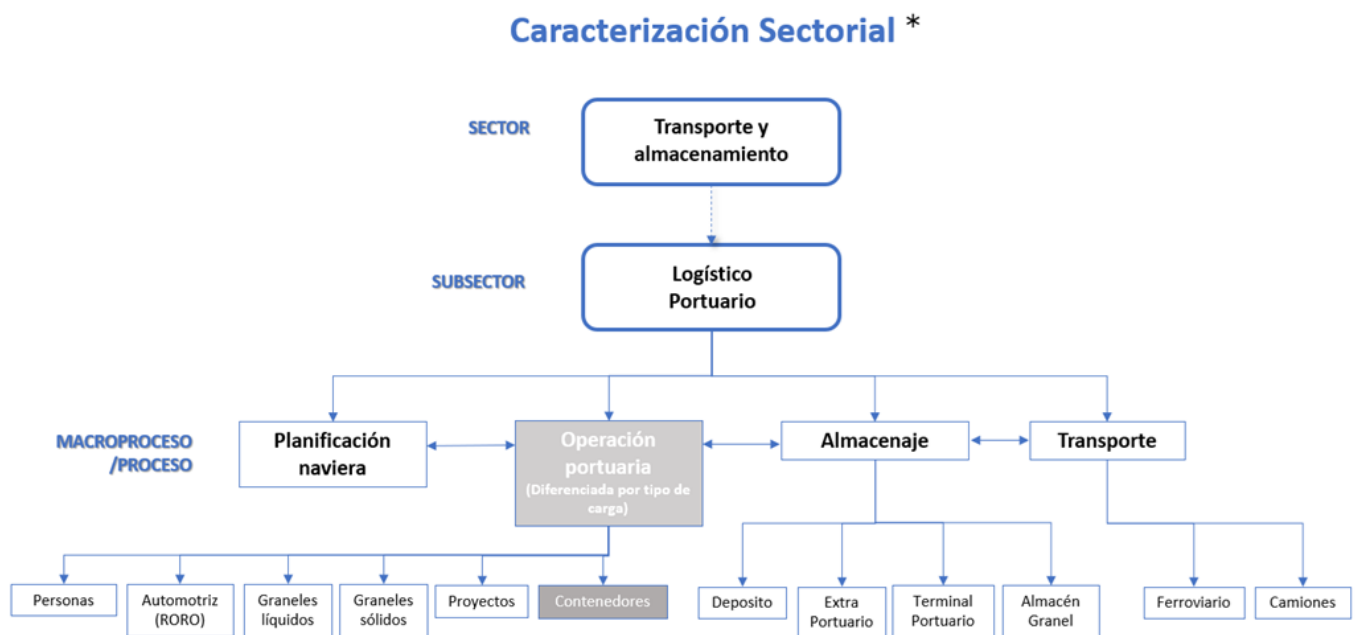 Caracterización Sectorial *
SECTOR
Transporte y
almacenamiento
SUBSECTOR
Logístico
Portuario
MACROPROCESO
/PROCESO
Planificación
naviera
Operación
portuaria
(Diferenciada por tipo de
carga)
Almacenaje
Transporte
Personas
Automotriz
(RORO)
Graneles
líquidos
Graneles
sólidos
Proyectos
Contenedores
Deposito
Extra
Portuario
Terminal
Portuario
Almacén
Granel
Ferroviario
Camiones